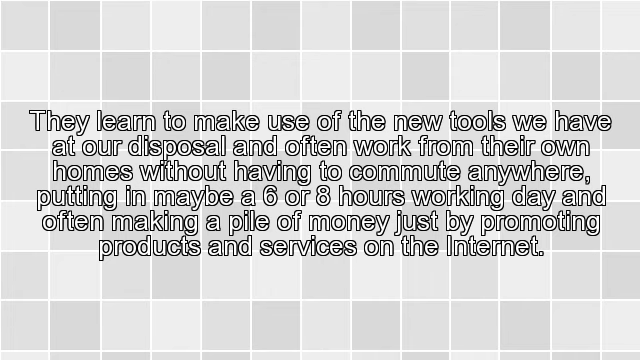 They learn to make use of the new tools we have
at our disposal and often work from their own
homes without having to commute anywhere,
putting in maybe a 6 or 8 hours working day and
often making a pile of money just by promoting
products and services on the Internet.